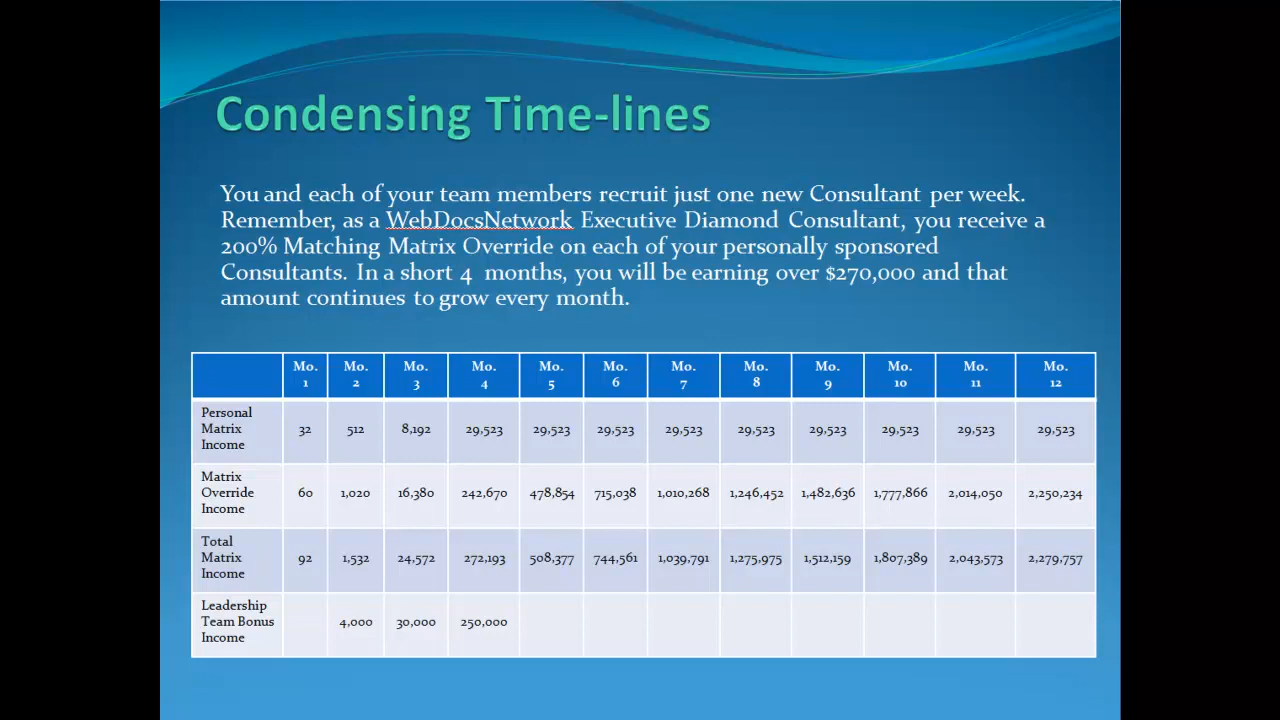 Condensing Time-lines
You and each of your team members recruit just one new Consultant per week.
Remember, as a WebDocsNetwork Executive Diamond Consultant, you receive a
200% Matching Matrix Override on each of your personally sponsored
Consultants. In a short 4 months, you will be earning over $270,000 and that
amount continues to grow every month.
Mo. 1 Mo. 2 Mo. 3 Mo. 4 Mo. 5 Mo. 6 Mo. 7 Mo. 8 Mo. 9 Mo. 10 Mo. 11 Mo. 12
Personal Matrix Income 32 512 8,192 29,523 29,523 29,523 29,523 29,523 29,523 29,523 29,523 29,523
Matrix Override Income 60 1,020 16,380 242,670 478,854 715,038 1,010,268 1,246,452 1,482,636 1,777,866 2,014,050 2,250,234
Total Matrix Income 92 1,532 24,572 272,193 508,377 744,561 1,039,791 1,275,975 1,512,159 1,807,389 2,043,573 2,279,757
Leadership Team Bonus Income 4,000 30,000 250,000